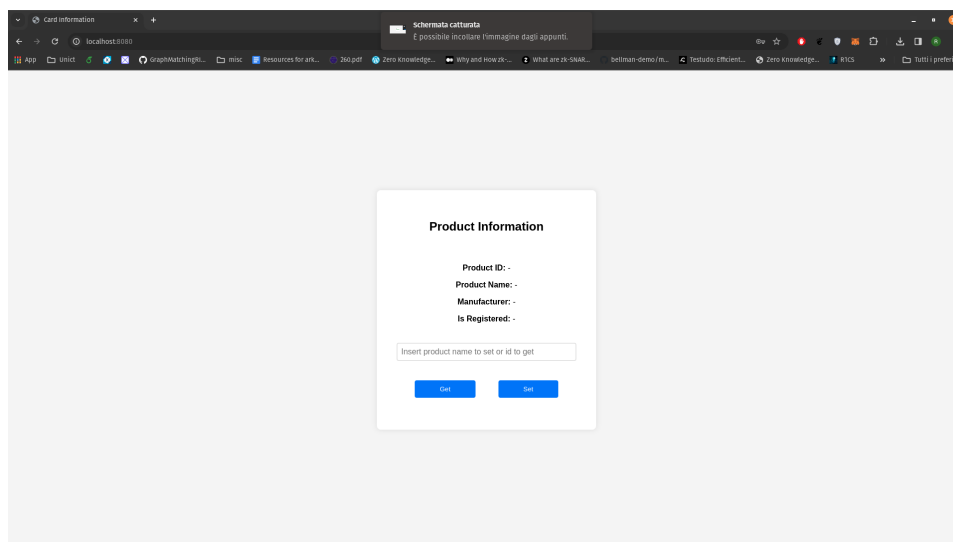 Card Information
Schermata catturata
È possibile incollare l'immagine dagli appunti.
localhost:8080
App Unict GraphMatchingRi... misc Resources for ark... 260.pdf Zero Knowledge... Why and How zk-... What are zk-SNAR... bellman-demo/m... Testudo: Efficient... Zero Knowledge... R1CS » Tutti i preferi
Product Information
Product ID: -
Product Name: -
Manufacturer: -
Is Registered: -
Insert product name to set or id to get
Get Set